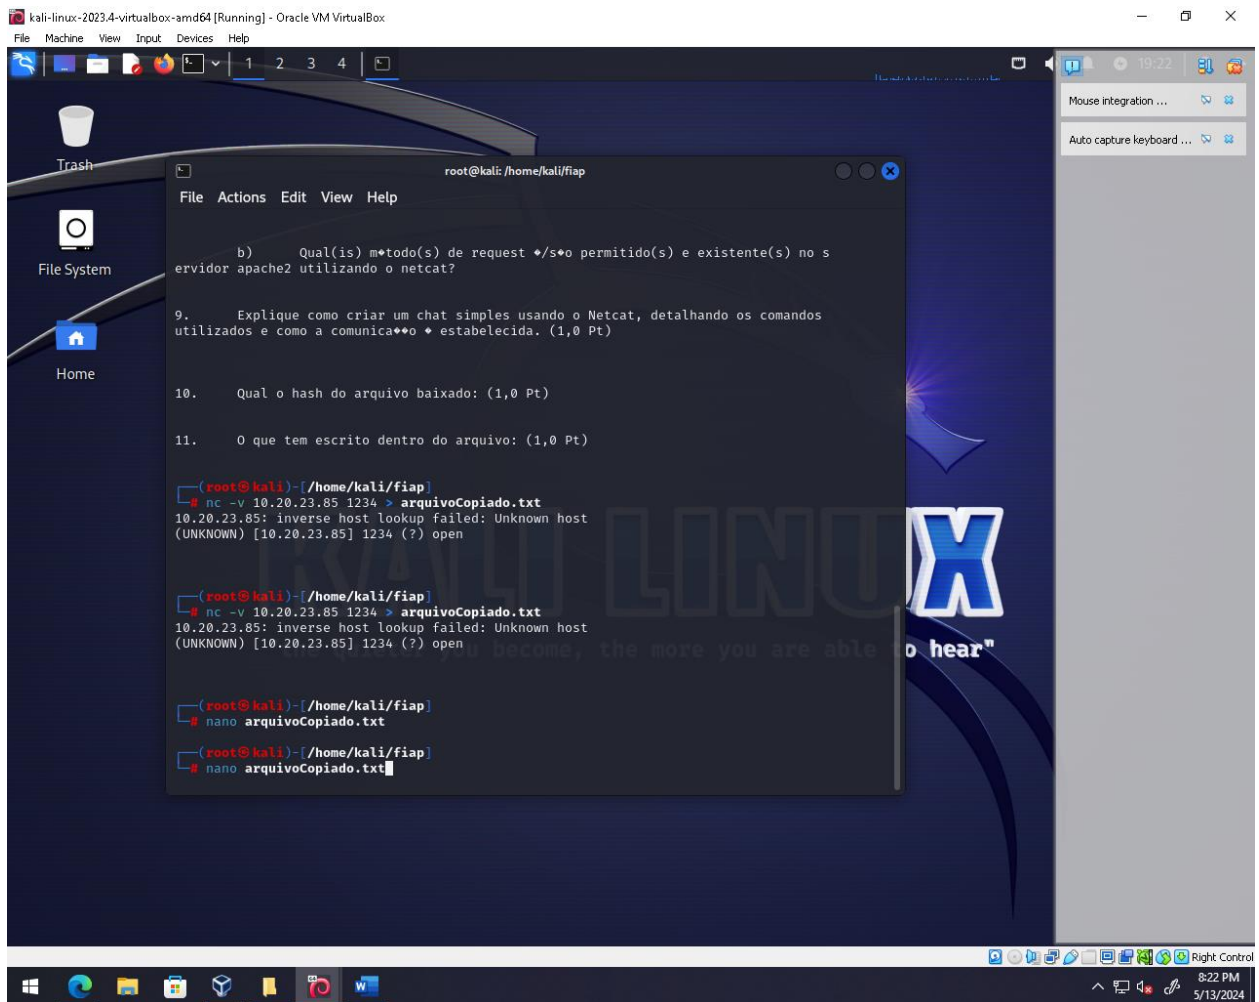 kali-linux-2023.4-virtualbox-amd64 [Running] - Oracle VM VirtualBox
File Machine View Input Devices Help
1 2 3 4
19:22
Mouse integration ...
Auto capture keyboard ...
Trash
File System
Home
root@kali: /home/kali/fiap
File Actions Edit View Help
b) Qual(is) m�todo(s) de request �/s�o permitido(s) e existente(s) no s
ervidor apache2 utilizando o netcat?
9. Explique como criar um chat simples usando o Netcat, detalhando os comandos
utilizados e como a comunica��o � estabelecida. (1,0 Pt)
10. Qual o hash do arquivo baixado: (1,0 Pt)
11. O que tem escrito dentro do arquivo: (1,0 Pt)
┌──(root㉿kali)-[/home/kali/fiap]
└─# nc -v 10.20.23.85 1234 > arquivoCopiado.txt
10.20.23.85: inverse host lookup failed: Unknown host
(UNKNOWN) [10.20.23.85] 1234 (?) open
┌──(root㉿kali)-[/home/kali/fiap]
└─# nc -v 10.20.23.85 1234 > arquivoCopiado.txt
10.20.23.85: inverse host lookup failed: Unknown host
(UNKNOWN) [10.20.23.85] 1234 (?) open
┌──(root㉿kali)-[/home/kali/fiap]
└─# nano arquivoCopiado.txt
┌──(root㉿kali)-[/home/kali/fiap]
└─# nano arquivoCopiado.txt
KALI LINUX
"the quieter you become, the more you are able to hear"
Right Control
8:22 PM
5/13/2024